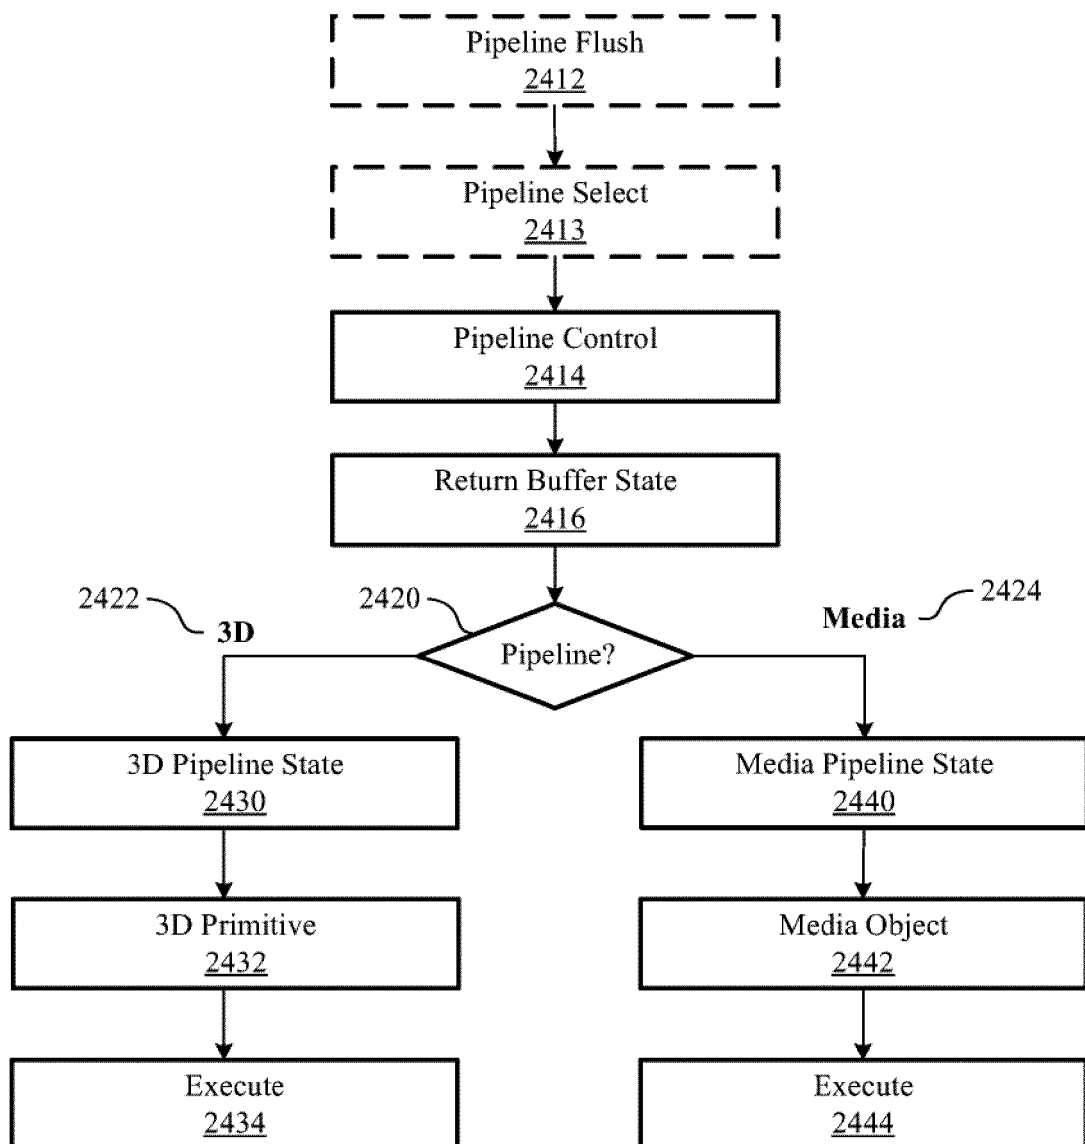 Pipeline Flush
2412
Pipeline Select
2413
Pipeline Control
2414
Return Buffer State
2416
2422
2420
2424
3D
Media
Pipeline?
3D Pipeline State
2430
Media Pipeline State
2440
3D Primitive
2432
Media Object
2442
Execute
2434
Execute
2444